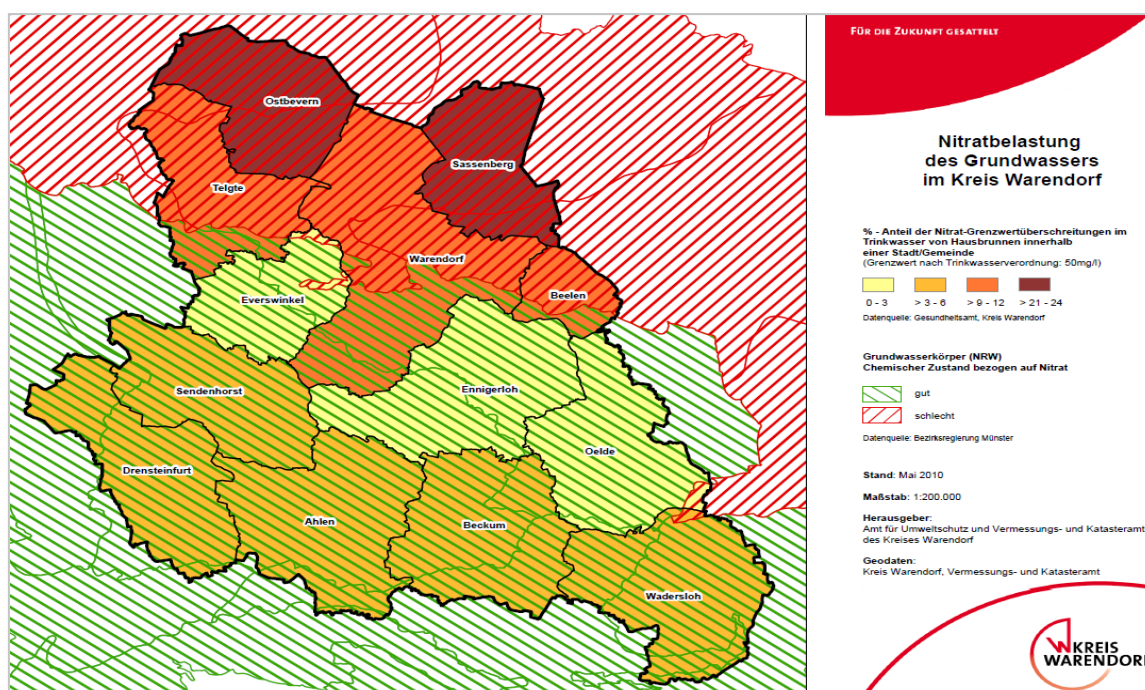 FÜR DIE ZUKUNFT GESATTELT
Nitratbelastung
des Grundwassers
im Kreis Warendorf
% - Anteil der Nitrat-Grenzwertüberschreitungen im
Trinkwasser von Hausbrunnen innerhalb
einer Stadt/Gemeinde
(Grenzwert nach Trinkwasserverordnung: 50mg/l)
0 - 3 > 3 - 6 > 9 - 12 > 21 - 24
Datenquelle: Gesundheitsamt, Kreis Warendorf
Grundwasserkörper (NRW)
Chemischer Zustand bezogen auf Nitrat
gut
schlecht
Datenquelle: Bezirksregierung Münster
Stand: Mai 2010
Maßstab: 1:200.000
Herausgeber:
Amt für Umweltschutz und Vermessungs- und Katasteramt
des Kreises Warendorf
Geodaten:
Kreis Warendorf, Vermessungs- und Katasteramt
KREIS
WARENDORF
Ostbevern
Sassenberg
Telgte
Warendorf
Beelen
Everswinkel
Sendenhorst
Ennigerloh
Oelde
Drensteinfurt
Ahlen
Beckum
Wadersloh